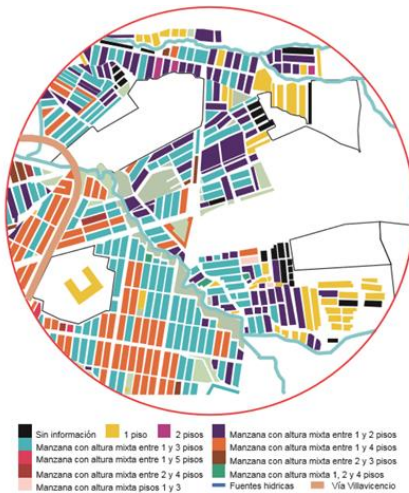 Sin información
1 piso
2 pisos
Manzana con altura mixta entre 1 y 2 pisos
Manzana con altura mixta entre 1 y 3 pisos
Manzana con altura mixta entre 1 y 4 pisos
Manzana con altura mixta entre 1 y 5 pisos
Manzana con altura mixta entre 2 y 3 pisos
Manzana con altura mixta entre 2 y 4 pisos
Manzana con altura mixta 1, 2 y 4 pisos
Manzana con altura mixta pisos 1 y 3
Fuentes hidricas
Vía Villavicencio